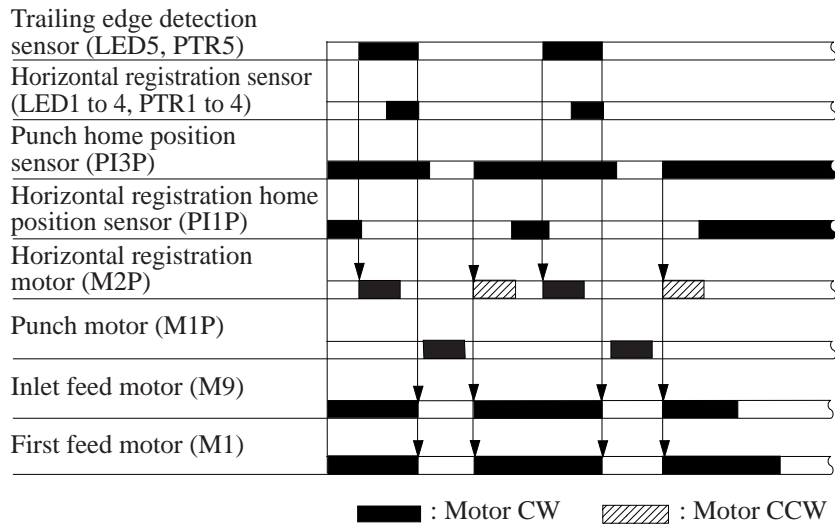 Trailing edge detection
sensor (LED5, PTR5)
Horizontal registration sensor
(LED1 to 4, PTR1 to 4)
Punch home position
sensor (PI3P)
Horizontal registration home
position sensor (PI1P)
Horizontal registration
motor (M2P)
Punch motor (M1P)
Inlet feed motor (M9)
First feed motor (M1)
: Motor CW : Motor CCW